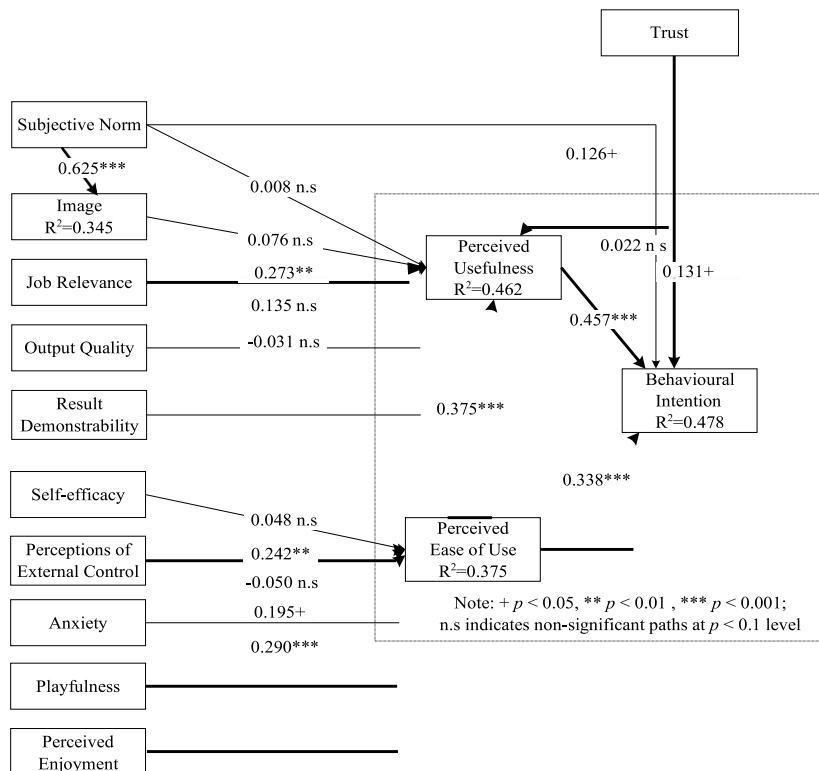 Trust
Subjective Norm
0.126+
0.625***
0.008 n.s
Image
R²=0.345
0.076 n.s
Perceived
Usefulness
R²=0.462
0.022 n s
0.131+
0.273**
Job Relevance
0.135 n.s
0.457***
Output Quality
-0.031 n.s
Behavioural
Intention
R²=0.478
Result
Demonstrability
0.375***
0.338***
Self-efficacy
0.048 n.s
Perceived
Ease of Use
R²=0.375
Perceptions of
External Control
0.242**
-0.050 n.s
Note: + p < 0.05, ** p < 0.01 , *** p < 0.001;
n.s indicates non-significant paths at p < 0.1 level
Anxiety
0.195+
0.290***
Playfulness
Perceived
Enjoyment